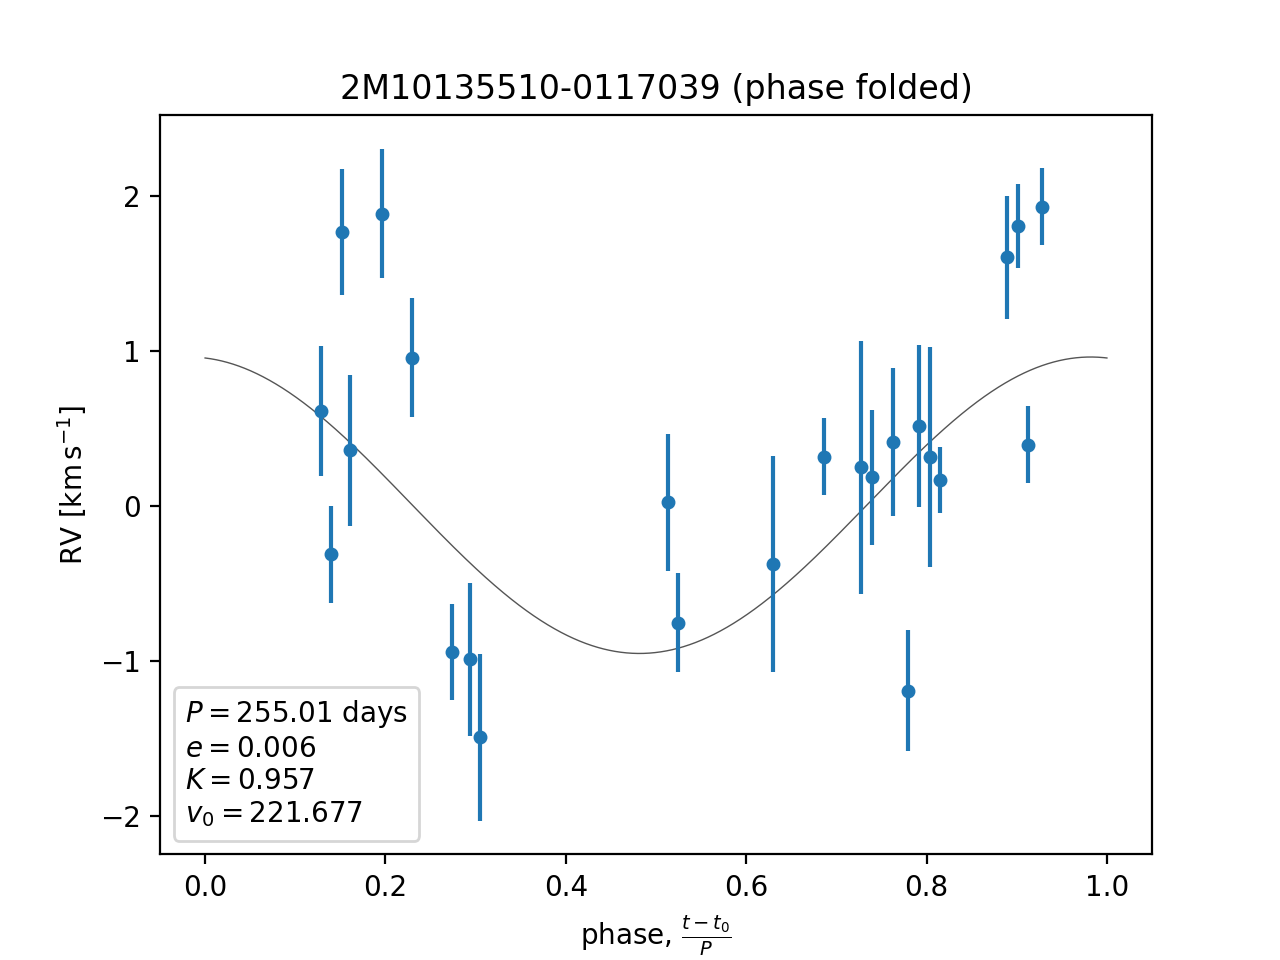 2M10135510-0117039 (phase folded)
RV [km s⁻¹]
2
1
0
−1
−2
P = 255.01 days
e = 0.006
K = 0.957
v₀ = 221.677
0.0 0.2 0.4 0.6 0.8 1.0
phase, (t − t₀)/P